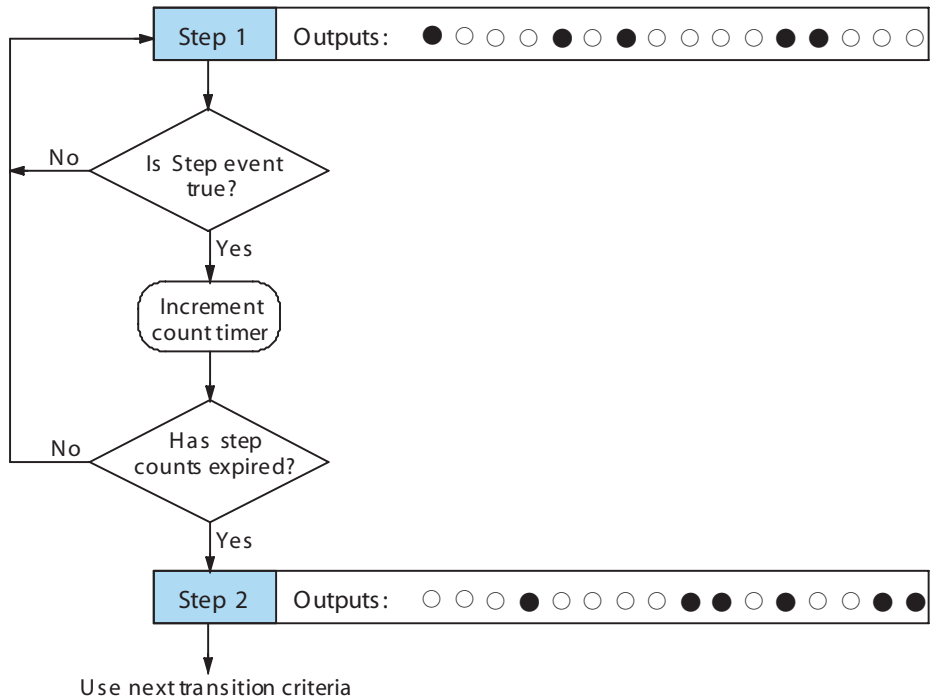 Step 1 Outputs:
Is Step event
true?
No
Yes
Increment
count timer
Has step
counts expired?
No
Yes
Step 2 Outputs:
Use next transition criteria